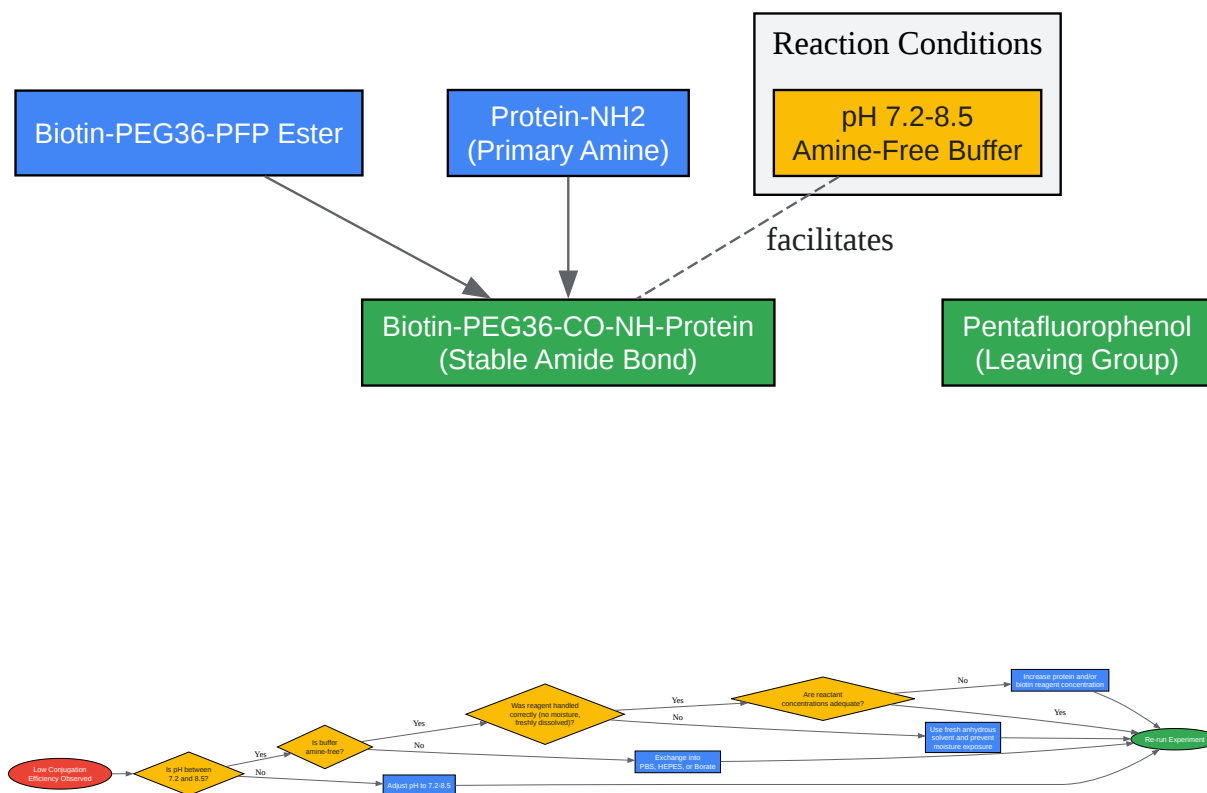 Reaction Conditions
Biotin-PEG36-PFP Ester
Protein-NH2
(Primary Amine)
pH 7.2-8.5
Amine-Free Buffer
facilitates
Biotin-PEG36-CO-NH-Protein
(Stable Amide Bond)
Pentafluorophenol
(Leaving Group)
Low Conjugation
Efficiency Observed
Is pH between
7.2 and 8.5?
Yes
No
Is buffer
amine-free?
Adjust pH to 7.2-8.5
Yes
No
Was reagent handled
correctly (no moisture,
freshly dissolved)?
Exchange into
PBS, HEPES, or Borate
Yes
No
Are reactant
concentrations adequate?
Use fresh anhydrous
solvent and prevent
moisture exposure
No
Yes
Increase protein and/or
biotin reagent concentration
Re-run Experiment